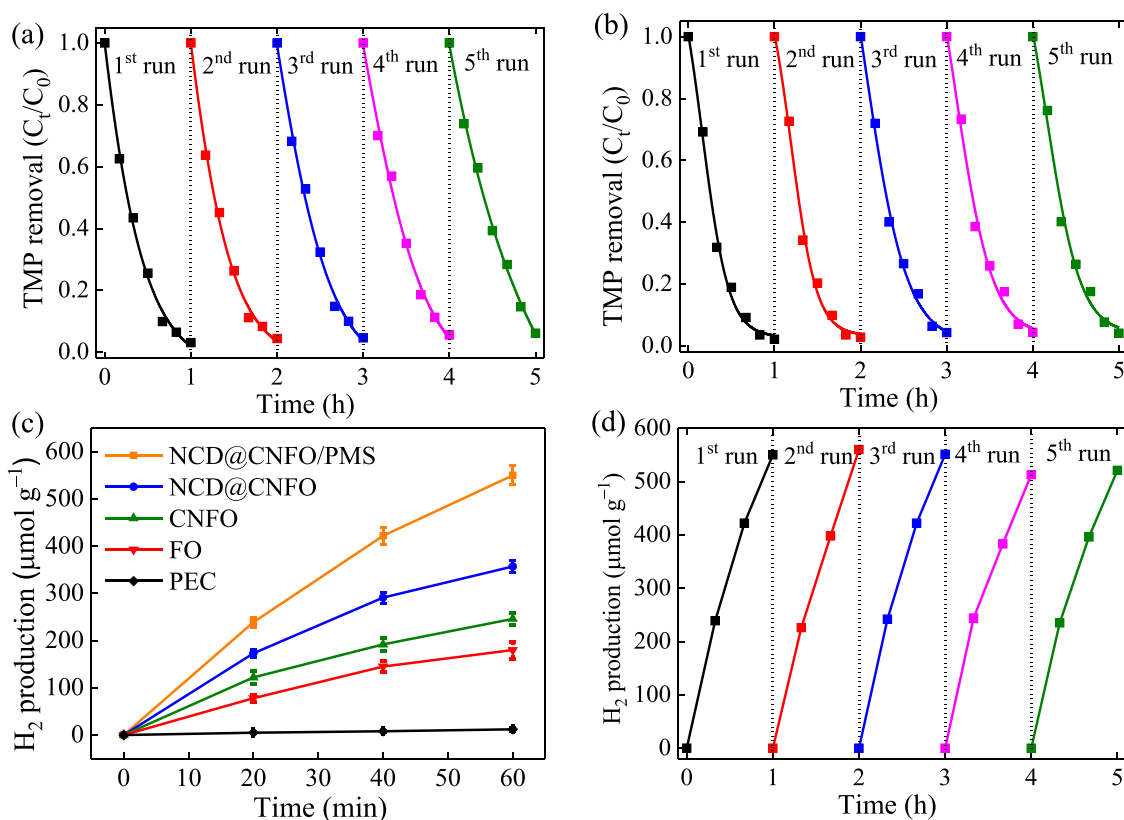 (a)
1st run 2nd run 3rd run 4th run 5th run
TMP removal (Ct/C0)
1.0
0.8
0.6
0.4
0.2
0.0
0 1 2 3 4 5
Time (h)
(b)
1st run 2nd run 3rd run 4th run 5th run
TMP removal (Ct/C0)
1.0
0.8
0.6
0.4
0.2
0.0
0 1 2 3 4 5
Time (h)
(c)
NCD@CNFO/PMS
NCD@CNFO
CNFO
FO
PEC
H2 production (μmol g−1)
600
500
400
300
200
100
0
0 10 20 30 40 50 60
Time (min)
(d)
1st run 2nd run 3rd run 4th run 5th run
H2 production (μmol g−1)
600
500
400
300
200
100
0
0 1 2 3 4 5
Time (h)